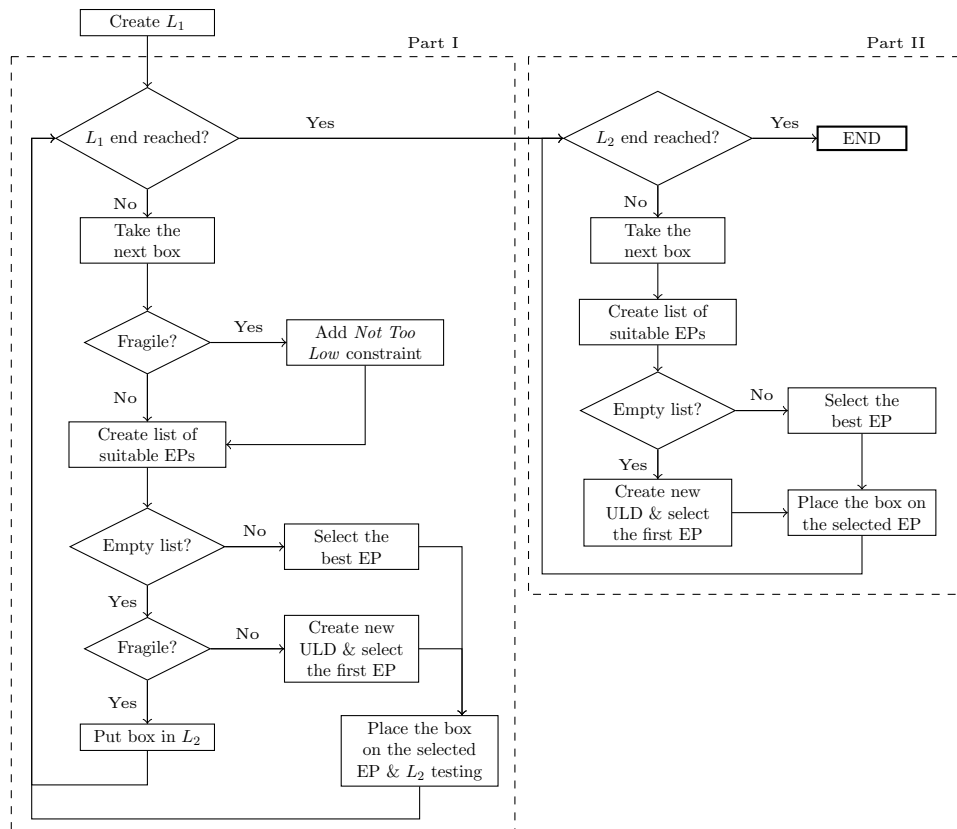 Create L₁
Part I
L₁ end reached?
Yes
No
Take the
next box
Fragile?
Yes
Add Not Too
Low constraint
No
Create list of
suitable EPs
Empty list?
No
Select the
best EP
Yes
Fragile?
No
Create new
ULD & select
the first EP
Yes
Put box in L₂
Place the box
on the selected
EP & L₂ testing
Part II
L₂ end reached?
Yes
END
No
Take the
next box
Create list of
suitable EPs
Empty list?
No
Select the
best EP
Yes
Create new
ULD & select
the first EP
Place the box on
the selected EP